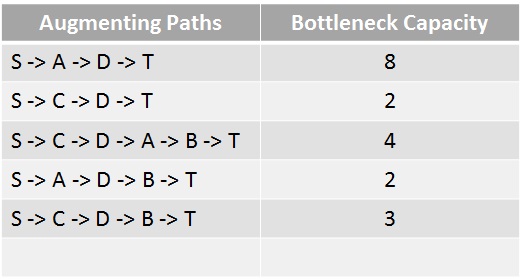 Augmenting Paths Bottleneck Capacity
S -> A -> D -> T 8
S -> C -> D -> T 2
S -> C -> D -> A -> B -> T 4
S -> A -> D -> B -> T 2
S -> C -> D -> B -> T 3